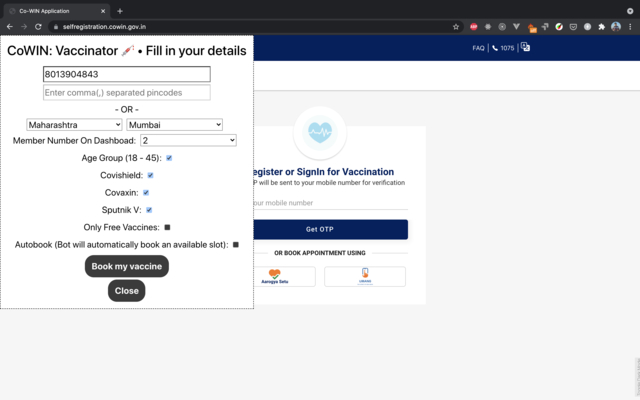 Co-WIN Application
selfregistration.cowin.gov.in
CoWIN: Vaccinator • Fill in your details
8013904843
Enter comma(,) separated pincodes
- OR -
Maharashtra
Mumbai
Member Number On Dashboad:
2
Age Group (18 - 45):
Covishield:
Covaxin:
Sputnik V:
Only Free Vaccines:
Autobook (Bot will automatically book an available slot):
Book my vaccine
Close
FAQ
1075
egister or SignIn for Vaccination
P will be sent to your mobile number for verification
our mobile number
Get OTP
OR BOOK APPOINTMENT USING
Aarogya Setu